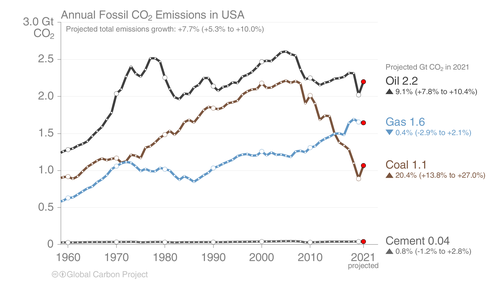 Annual Fossil CO₂ Emissions in USA
Projected total emissions growth: +7.7% (+5.3% to +10.0%)
3.0 Gt
CO₂
2.5
2.0
1.5
1.0
0.5
0
1960
1970
1980
1990
2000
2010
2021
projected
Projected Gt CO₂ in 2021
Oil 2.2
▲ 9.1% (+7.8% to +10.4%)
Gas 1.6
▼ 0.4% (-2.9% to +2.1%)
Coal 1.1
▲ 20.4% (+13.8% to +27.0%)
Cement 0.04
▲ 0.8% (-1.2% to +2.8%)
Global Carbon Project